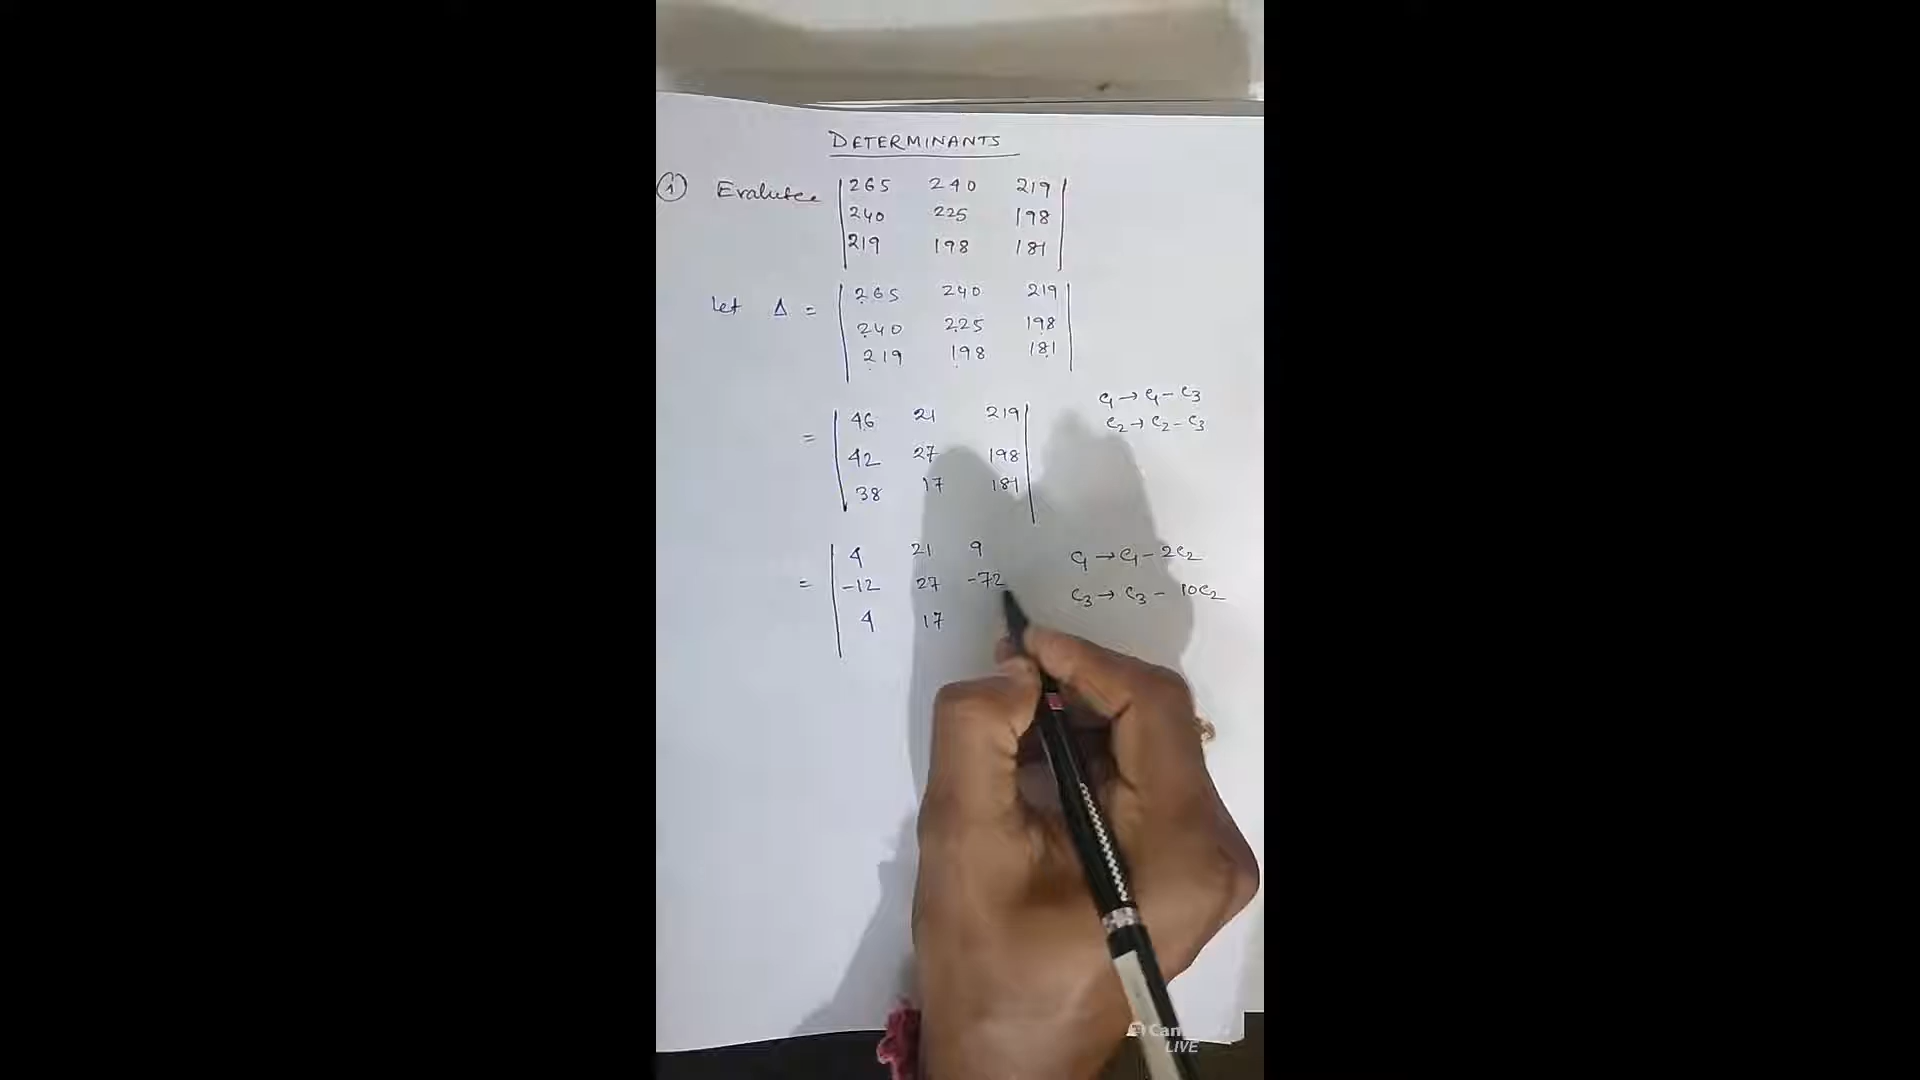 DETERMINANTS
① Evalutee | 265 240 219 |
| 240 225 198 |
| 219 198 181 |
Let Δ = | 265 240 219 |
| 240 225 198 |
| 219 198 181 |
= | 46 21 219 | C₁ → C₁ - C₃
| 42 27 198 | C₂ → C₂ - C₃
| 38 17 181 |
= | 4 21 9 C₁ → C₁ - 2C₂
| -12 27 -72 C₃ → C₃ - 10C₂
| 4 17
LIVE